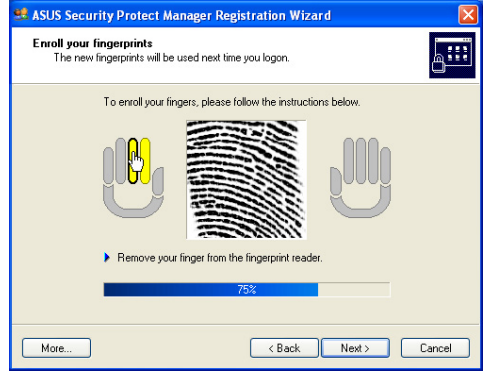 ASUS Security Protect Manager Registration Wizard
Enroll your fingerprints
The new fingerprints will be used next time you logon.
To enroll your fingers, please follow the instructions below.
Remove your finger from the fingerprint reader.
75%
More... < Back Next > Cancel